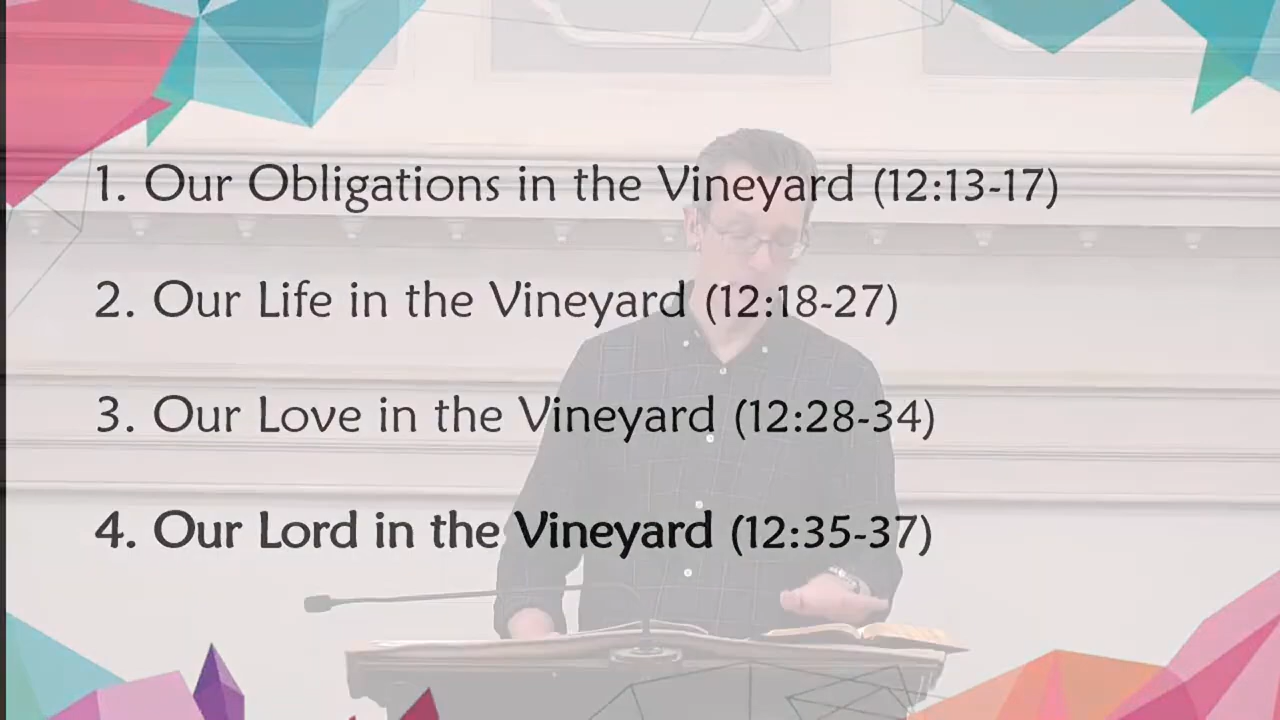 1. Our Obligations in the Vineyard (12:13-17)
2. Our Life in the Vineyard (12:18-27)
3. Our Love in the Vineyard (12:28-34)
4. Our Lord in the Vineyard (12:35-37)